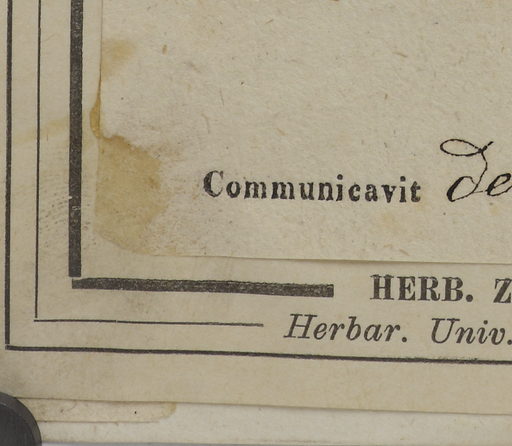 Communicavit de
HERB. Z
Herbar. Univ.